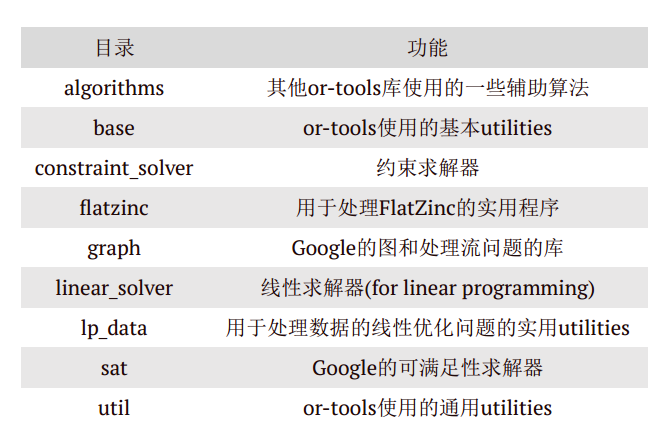 目录 功能
algorithms 其他or-tools库使用的一些辅助算法
base or-tools使用的基本utilities
constraint_solver 约束求解器
flatzinc 用于处理FlatZinc的实用程序
graph Google的图和处理流问题的库
linear_solver 线性求解器(for linear programming)
lp_data 用于处理数据的线性优化问题的实用utilities
sat Google的可满足性求解器
util or-tools使用的通用utilities